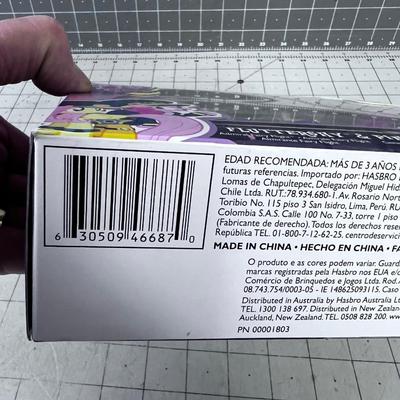 FLUTTERSHY &
EDAD RECOMENDADA: MÁS DE 3 AÑOS
futuras referencias. Importado por: HASBRO
Lomas de Chapultepec, Delegación Miguel
Chile Ltda. RUT.:78.934.680-1. Av. Rosario Nort
Toribio No. 115 piso 3 San Isidro, Lima, Perú. RU
Colombia S.A.S. Calle 100 No. 7-33, torre 1 piso
(Fabricante de derecho). Todos los derechos reser
República TEL. 01-800-7-12-62-25. centrodeservici
MADE IN CHINA • HECHO EN CHINA • FA
O produto e as cores podem variar. Guard
marcas registradas pela Hasbro nos EUA e/
Comércio de Brinquedos e Jogos Ltda. Rod.
08.743.754/0003-05 - IE 148625093115. Caso
Distributed in Australia by Hasbro Australia
TEL. 1300 138 697. Distributed in New Zealand
Auckland, New Zealand. TEL. 0508 828 200.
PN 00001803
6 30509 46687 0